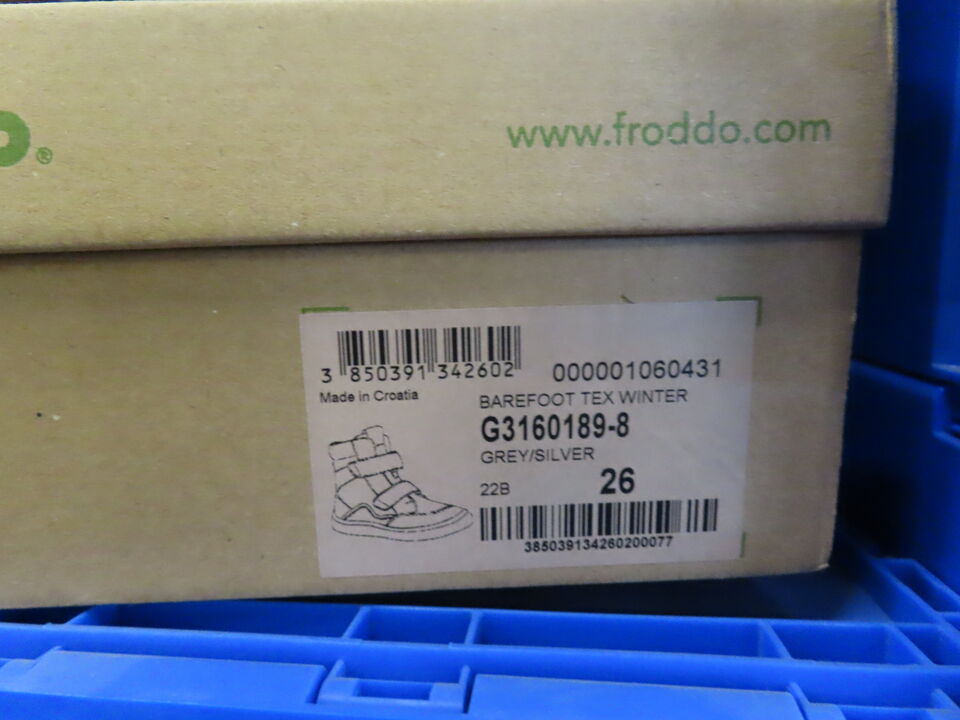 www.froddo.com
®
3 850391 342602
000001060431
Made in Croatia
BAREFOOT TEX WINTER
G3160189-8
GREY/SILVER
22B 26
385039134260200077